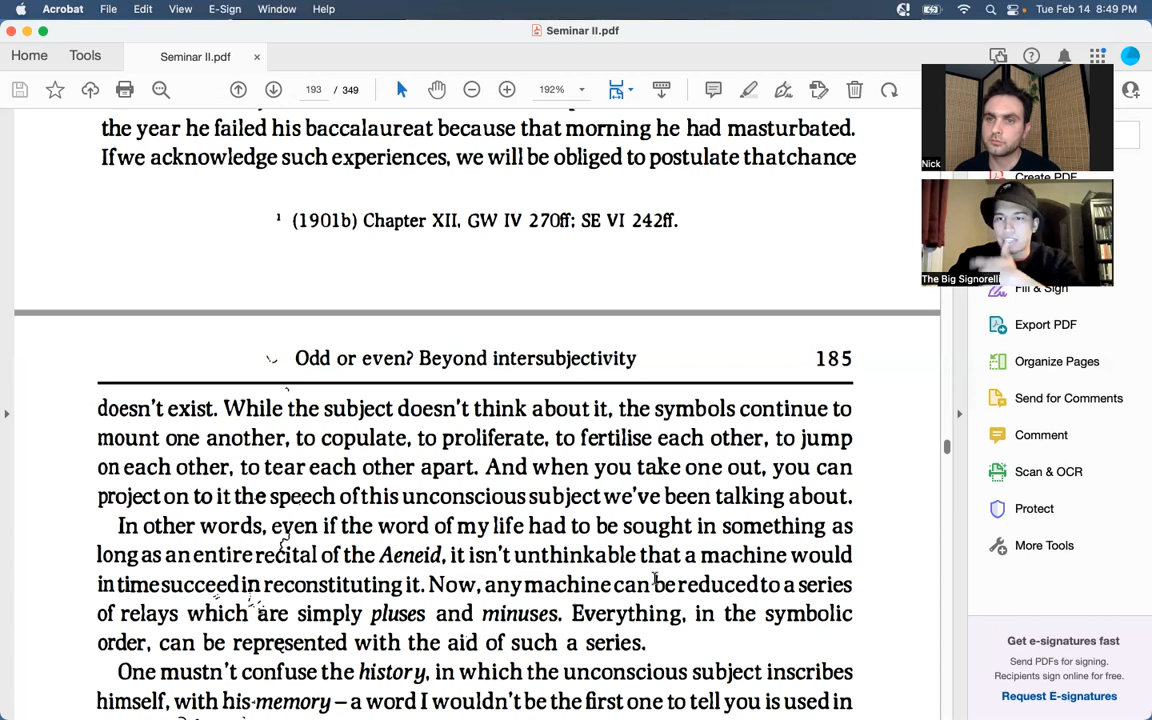 Acrobat File Edit View E-Sign Window Help Tue Feb 14 8:49 PM
Seminar II.pdf
Home Tools Seminar II.pdf ×
193 / 349 192%
the year he failed his baccalaureat because that morning he had masturbated.
If we acknowledge such experiences, we will be obliged to postulate that chance
¹ (1901b) Chapter XII, GW IV 270ff; SE VI 242ff.
Odd or even? Beyond intersubjectivity 185
doesn't exist. While the subject doesn't think about it, the symbols continue to
mount one another, to copulate, to proliferate, to fertilise each other, to jump
on each other, to tear each other apart. And when you take one out, you can
project on to it the speech of this unconscious subject we've been talking about.
In other words, even if the word of my life had to be sought in something as
long as an entire recital of the Aeneid, it isn't unthinkable that a machine would
in time succeed in reconstituting it. Now, any machine can be reduced to a series
of relays which are simply pluses and minuses. Everything, in the symbolic
order, can be represented with the aid of such a series.
One mustn't confuse the history, in which the unconscious subject inscribes
himself, with his memory – a word I wouldn't be the first one to tell you is used in
Nick
The Big Signorelli
Create PDF
Fill & Sign
Export PDF
Organize Pages
Send for Comments
Comment
Scan & OCR
Protect
More Tools
Get e-signatures fast
Send PDFs for signing.
Recipients sign online for free.
Request E-signatures